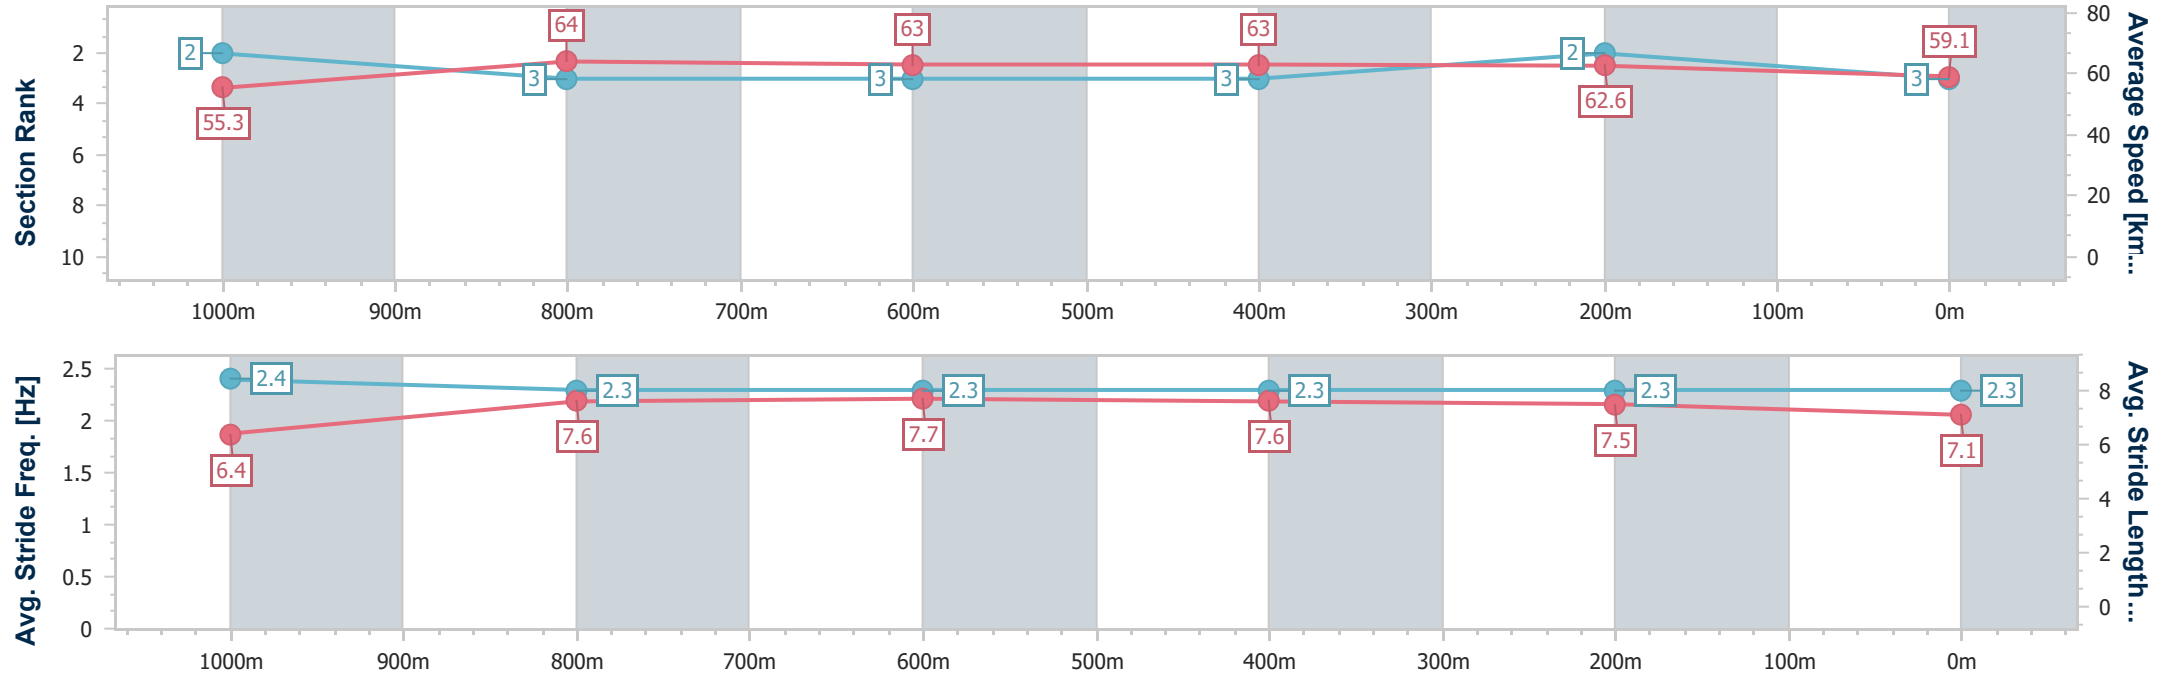 Section Rank
2
4
6
8
10
2
3
3
3
2
3
55.3
64
63
63
62.6
59.1
80
60
40
20
0
Average Speed [km...
1000m
900m
800m
700m
600m
500m
400m
300m
200m
100m
0m
Avg. Stride Freq. [Hz]
2.5
2
1.5
1
0.5
0
2.4
2.3
2.3
2.3
2.3
2.3
6.4
7.6
7.7
7.6
7.5
7.1
8
6
4
2
0
Avg. Stride Length...
1000m
900m
800m
700m
600m
500m
400m
300m
200m
100m
0m